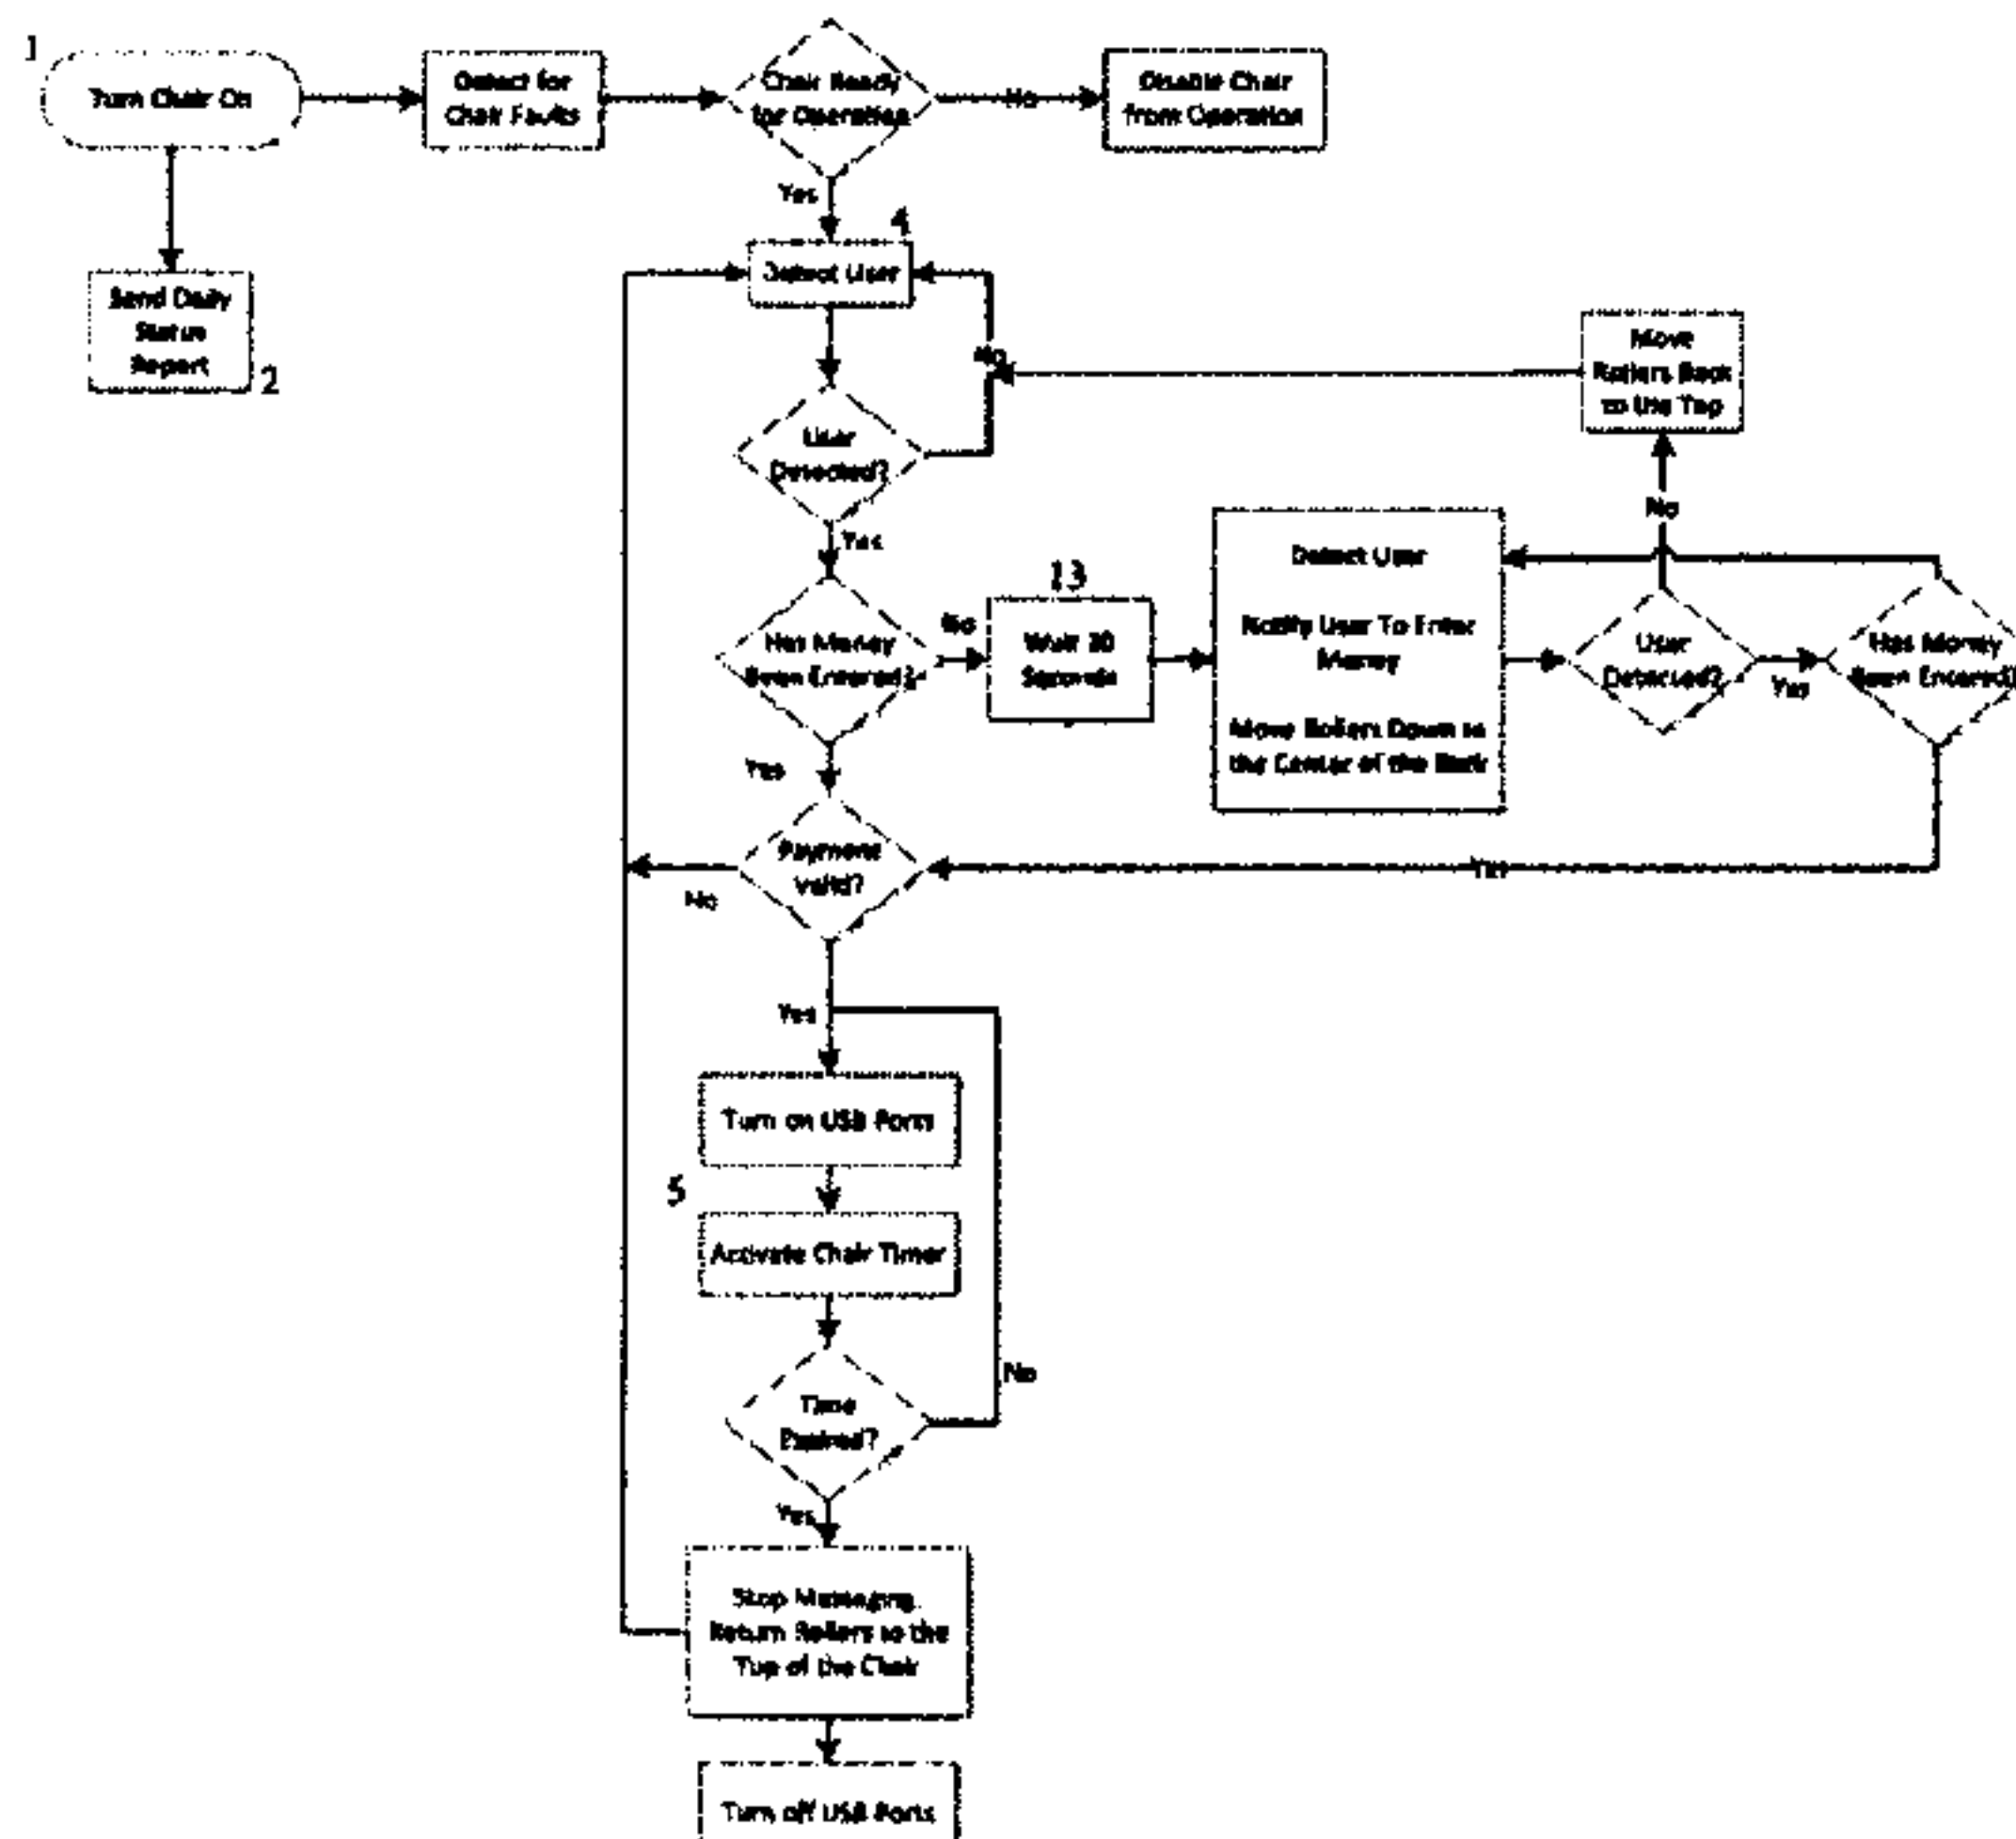 1
Turn Chair On
Detect for
Chair Faults
Chair Ready
for Operation
No
Disable Chair
from Operation
Yes
4
Detect User
Send Daily
Status
Report
2
No
Move
Rollers Back
to the Top
User
Detected?
Yes
No
13
Detect User
Has Money
Been Entered?
No
Wait 30
Seconds
Notify User To Enter
Money
Move Rollers Down to
the Center of the Back
User
Detected?
Yes
Has Money
Been Entered?
Yes
Payment
valid?
No
Yes
Yes
Turn on USB Ports
5
Activate Chair Timer
No
Time
Expired?
Yes
Stop Massaging.
Return Rollers to the
Top of the Chair
Turn off USB Ports